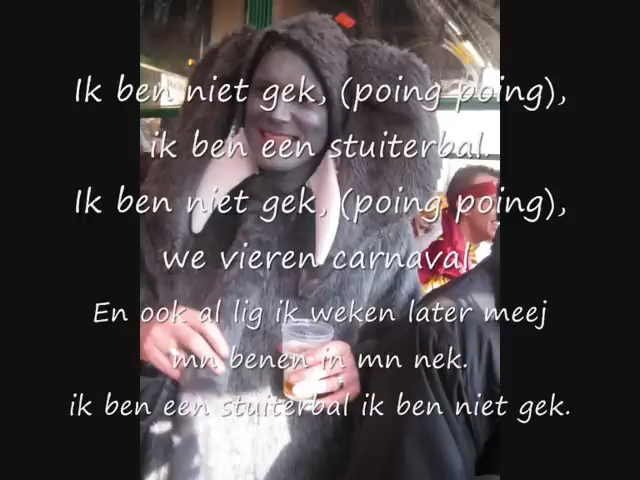 Ik ben niet gek, (poing poing),
ik ben een stuiterbal.
Ik ben niet gek, (poing poing),
we vieren carnaval
En ook al lig ik weken later meej
mn benen in mn nek.
ik ben een stuiterbal ik ben niet gek.